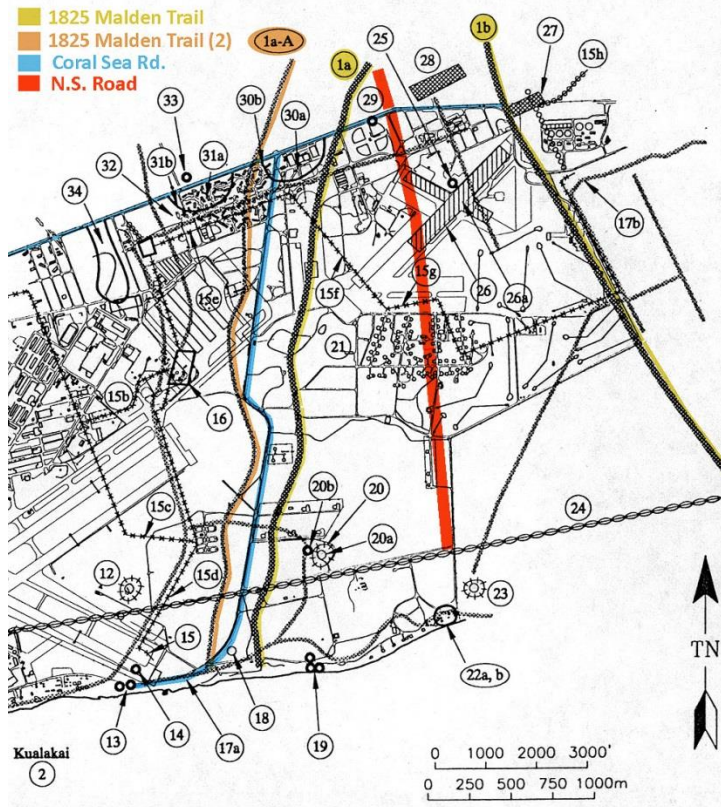 1825 Malden Trail
1825 Malden Trail (2)
Coral Sea Rd.
N.S. Road
1a-A
1a
25
28
1b
27
15h
33
30b
30a
29
32
31b
31a
34
17b
15e
15f
15g
26
26a
21
15b
16
15c
20b
20
20a
24
12
15d
23
15
18
22a, b
TN
13
14
17a
19
Kualakai
2
0 1000 2000 3000'
0 250 500 750 1000m